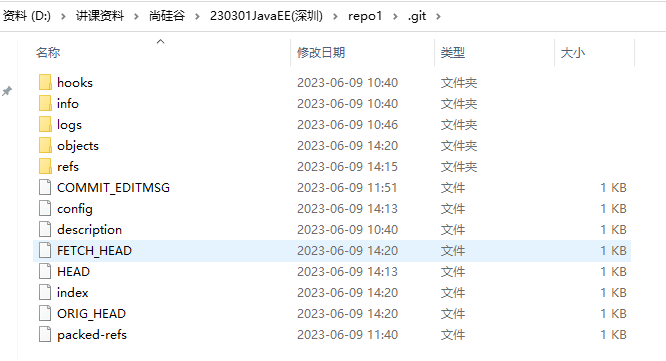 资料 (D:) > 讲课资料 > 尚硅谷 > 230301JavaEE(深圳) > repo1 > .git >
名称 修改日期 类型 大小
hooks 2023-06-09 10:40 文件夹
info 2023-06-09 10:40 文件夹
logs 2023-06-09 10:46 文件夹
objects 2023-06-09 14:20 文件夹
refs 2023-06-09 14:15 文件夹
COMMIT_EDITMSG 2023-06-09 11:51 文件 1 KB
config 2023-06-09 14:13 文件 1 KB
description 2023-06-09 10:40 文件 1 KB
FETCH_HEAD 2023-06-09 14:20 文件 1 KB
HEAD 2023-06-09 14:13 文件 1 KB
index 2023-06-09 14:20 文件 1 KB
ORIG_HEAD 2023-06-09 14:20 文件 1 KB
packed-refs 2023-06-09 11:40 文件 1 KB